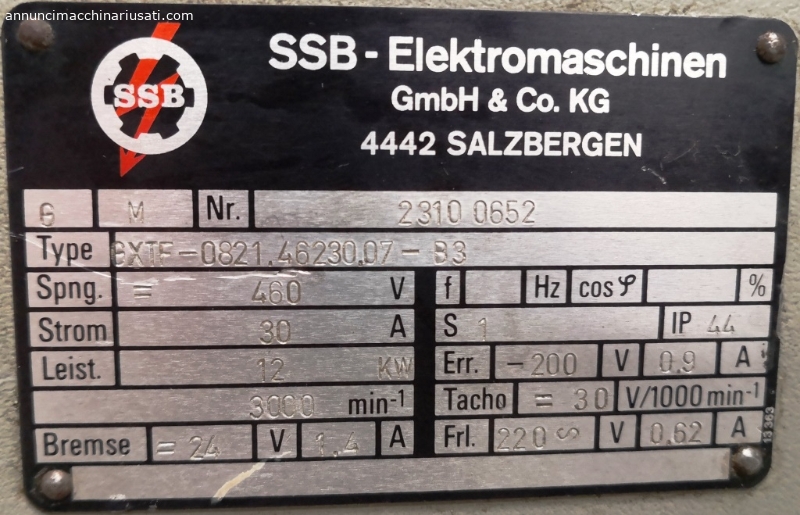 annuncimacchinariusati.com
SSB
SSB - Elektromaschinen
GmbH & Co. KG
4442 SALZBERGEN
G M Nr. 2310 0652
Type GXTF-0821.46230.07-B3
Spng. = 460 V f Hz cos φ %
Strom 30 A S 1 IP 44
Leist. 12 KW Err. -200 V 0.9 A
3000 min-1 Tacho = 30 V/1000 min-1
Bremse = 24 V 1.4 A Frl. 220 ∽ V 0,62 A